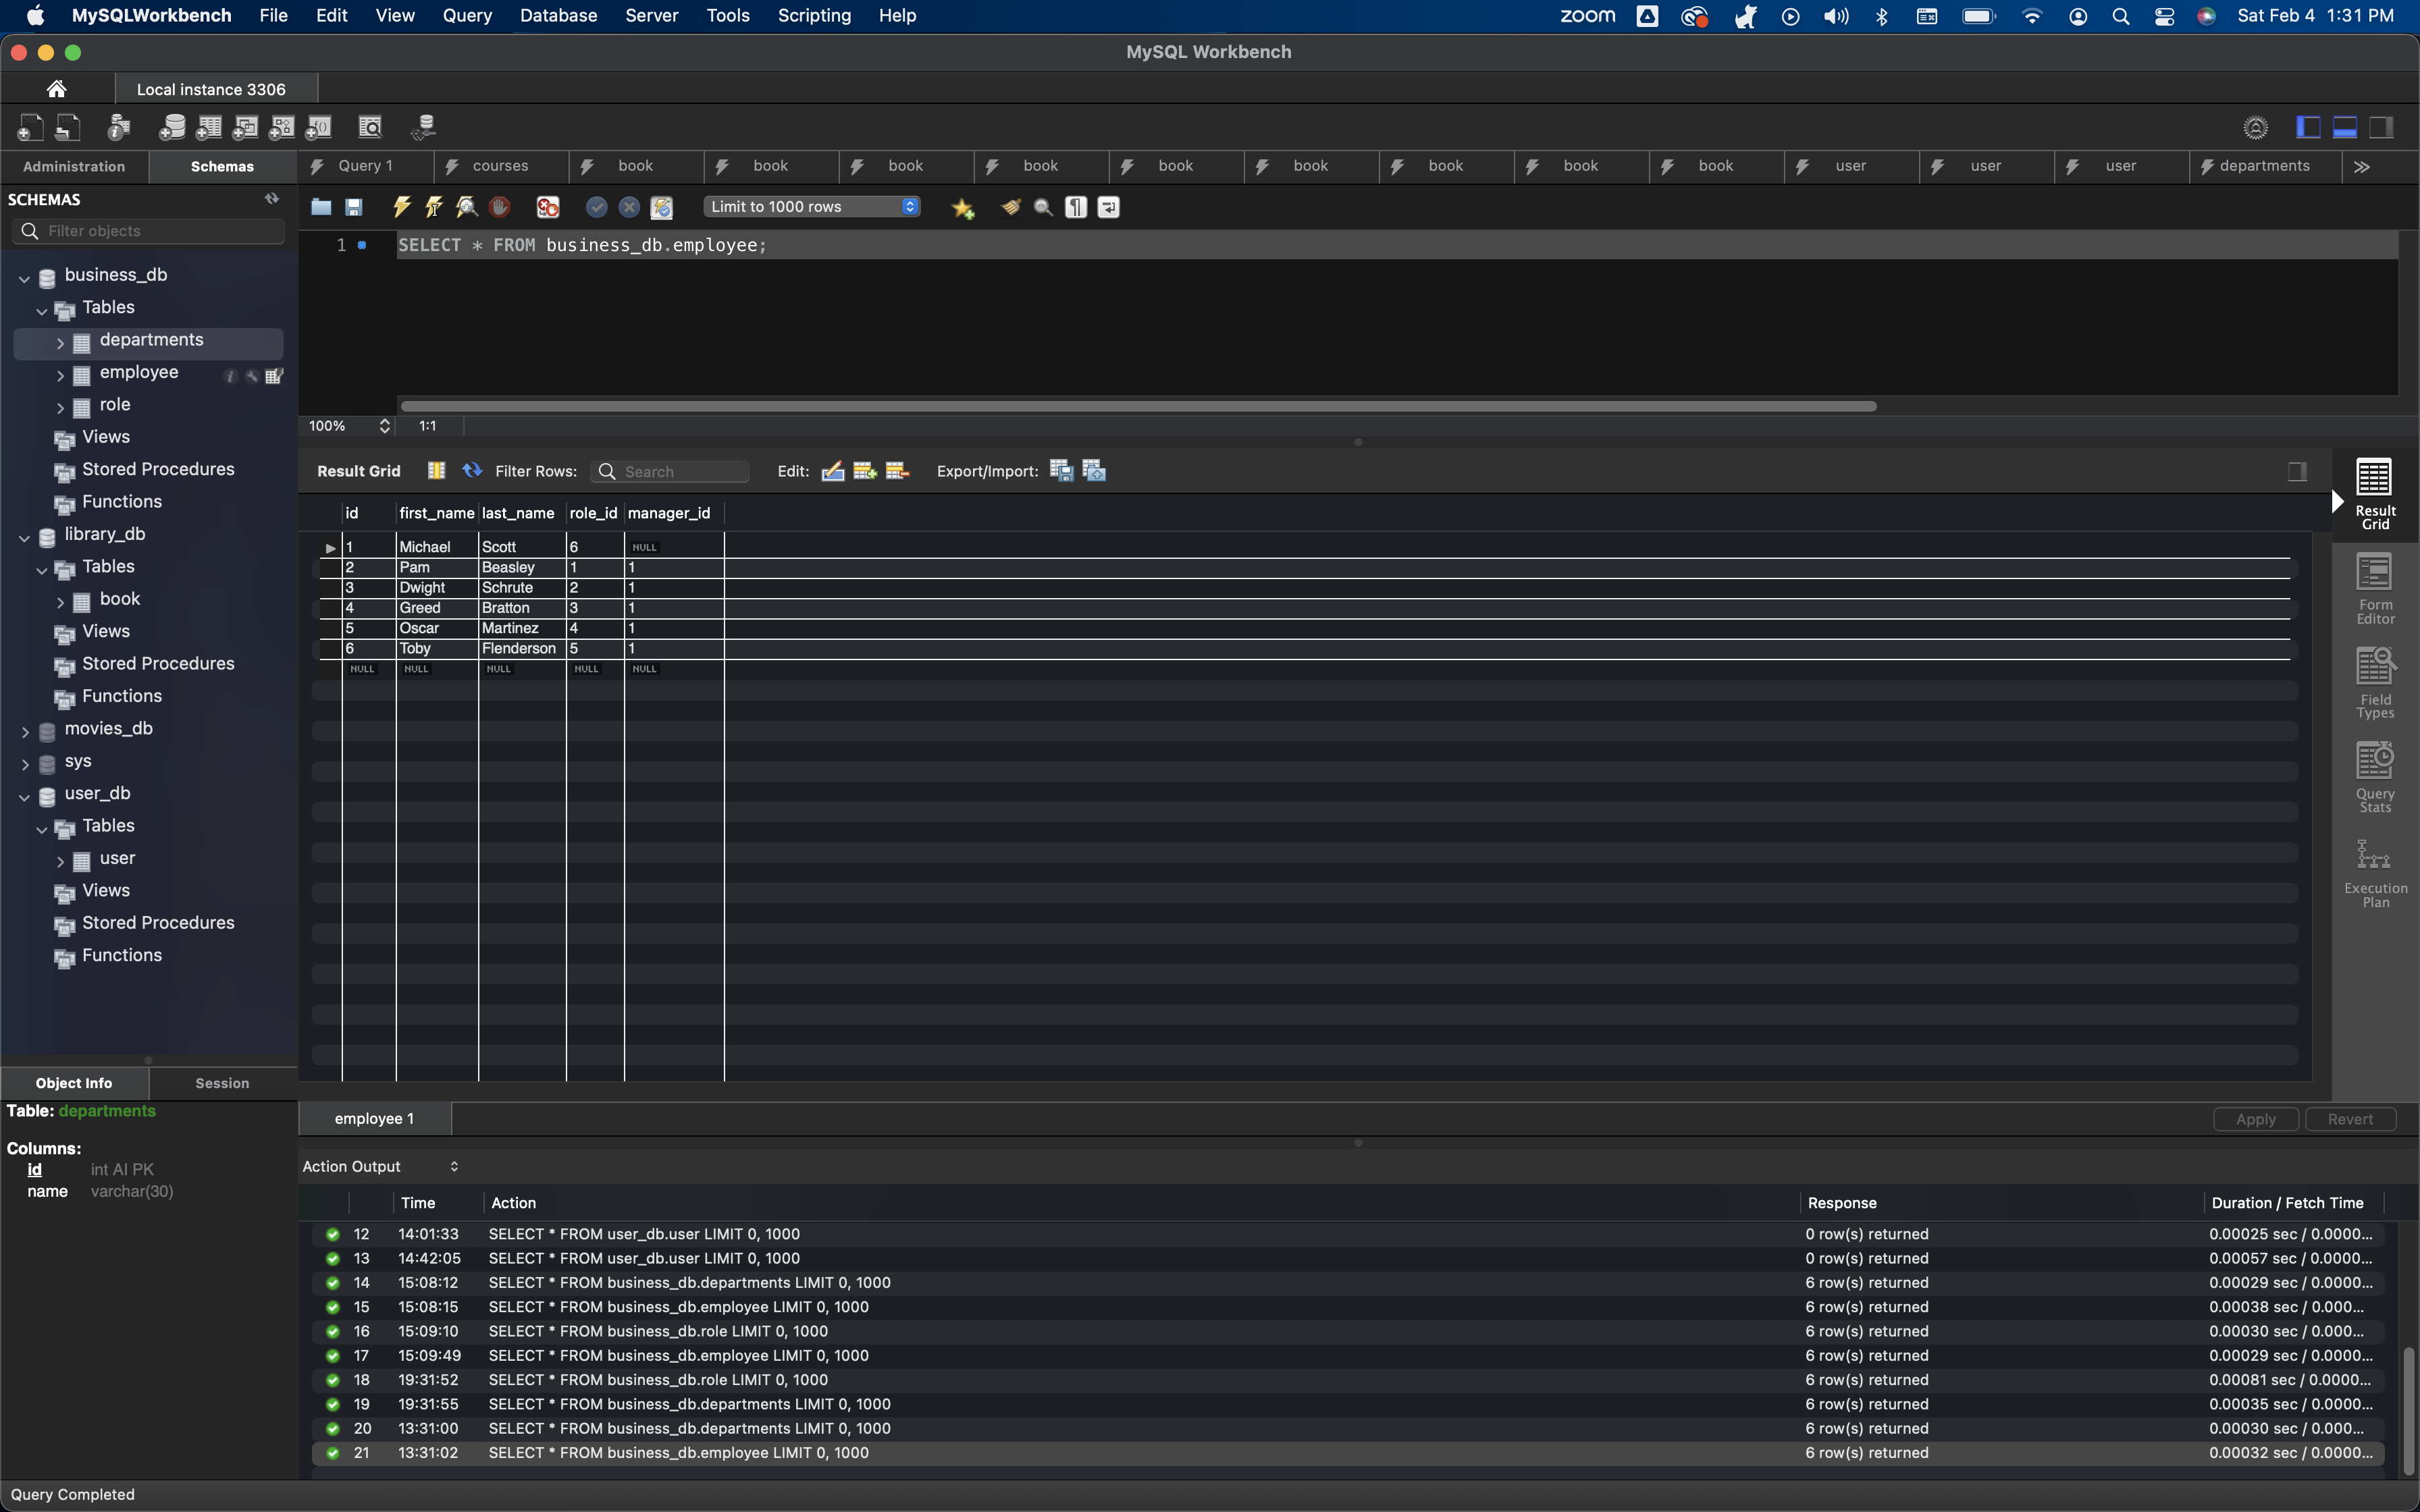 MySQLWorkbench File Edit View Query Database Server Tools Scripting Help zoom Sat Feb 4 1:31 PM
MySQL Workbench
Local instance 3306
Administration Schemas Query 1 courses book book book book book book book book book user user user departments
SCHEMAS
Filter objects
Limit to 1000 rows
1 SELECT * FROM business_db.employee;
business_db
Tables
departments
employee
role
Views
Stored Procedures
Functions
library_db
Tables
book
Views
Stored Procedures
Functions
movies_db
sys
user_db
Tables
user
Views
Stored Procedures
Functions
100% 1:1
Result Grid Filter Rows: Search Edit: Export/Import:
id first_name last_name role_id manager_id
1 Michael Scott 6 NULL
2 Pam Beasley 1 1
3 Dwight Schrute 2 1
4 Greed Bratton 3 1
5 Oscar Martinez 4 1
6 Toby Flenderson 5 1
NULL NULL NULL NULL NULL
Result
Grid
Form
Editor
Field
Types
Query
Stats
Execution
Plan
Object Info Session
Table: departments
Columns:
id int AI PK
name varchar(30)
employee 1 Apply Revert
Action Output
Time Action Response Duration / Fetch Time
12 14:01:33 SELECT * FROM user_db.user LIMIT 0, 1000 0 row(s) returned 0.00025 sec / 0.0000...
13 14:42:05 SELECT * FROM user_db.user LIMIT 0, 1000 0 row(s) returned 0.00057 sec / 0.0000...
14 15:08:12 SELECT * FROM business_db.departments LIMIT 0, 1000 6 row(s) returned 0.00029 sec / 0.0000...
15 15:08:15 SELECT * FROM business_db.employee LIMIT 0, 1000 6 row(s) returned 0.00038 sec / 0.000...
16 15:09:10 SELECT * FROM business_db.role LIMIT 0, 1000 6 row(s) returned 0.00030 sec / 0.000...
17 15:09:49 SELECT * FROM business_db.employee LIMIT 0, 1000 6 row(s) returned 0.00029 sec / 0.0000...
18 19:31:52 SELECT * FROM business_db.role LIMIT 0, 1000 6 row(s) returned 0.00081 sec / 0.0000...
19 19:31:55 SELECT * FROM business_db.departments LIMIT 0, 1000 6 row(s) returned 0.00035 sec / 0.0000...
20 13:31:00 SELECT * FROM business_db.departments LIMIT 0, 1000 6 row(s) returned 0.00030 sec / 0.000...
21 13:31:02 SELECT * FROM business_db.employee LIMIT 0, 1000 6 row(s) returned 0.00032 sec / 0.0000...
Query Completed